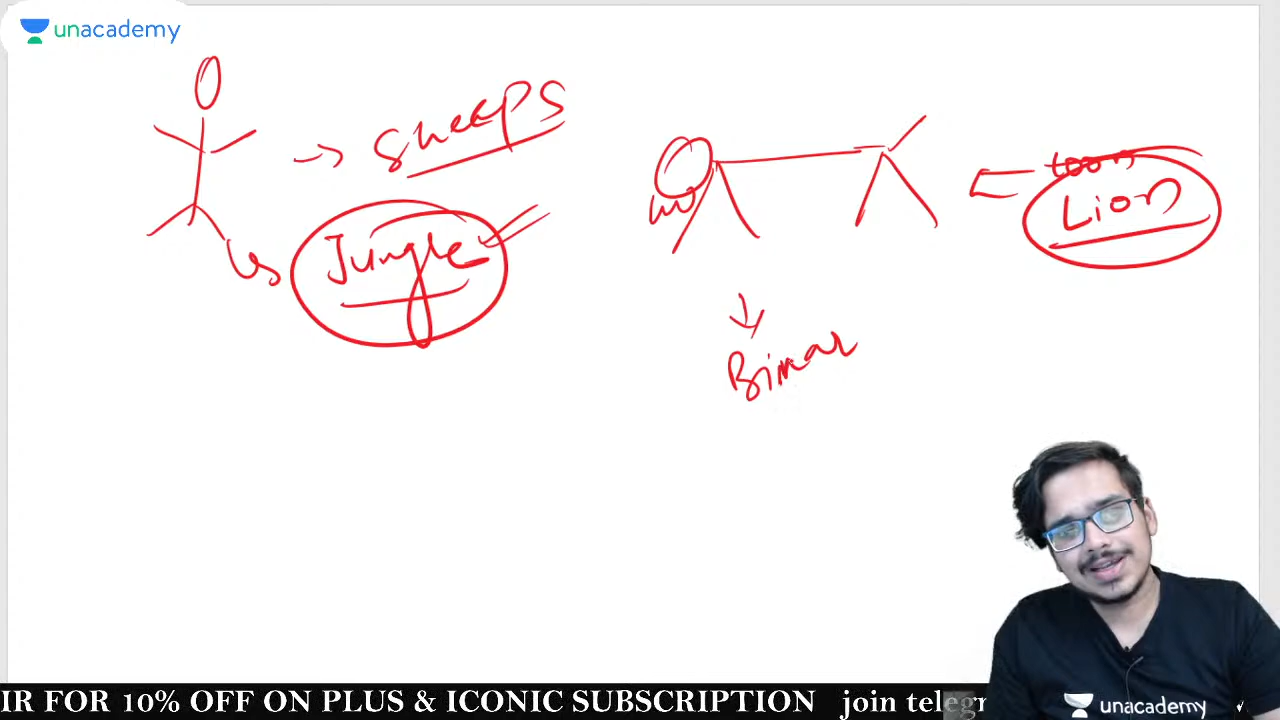 unacademy
→ sheeps
Jungle
Lion
Bimar
IR FOR 10% OFF ON PLUS & ICONIC SUBSCRIPTION join teleg
unacademy